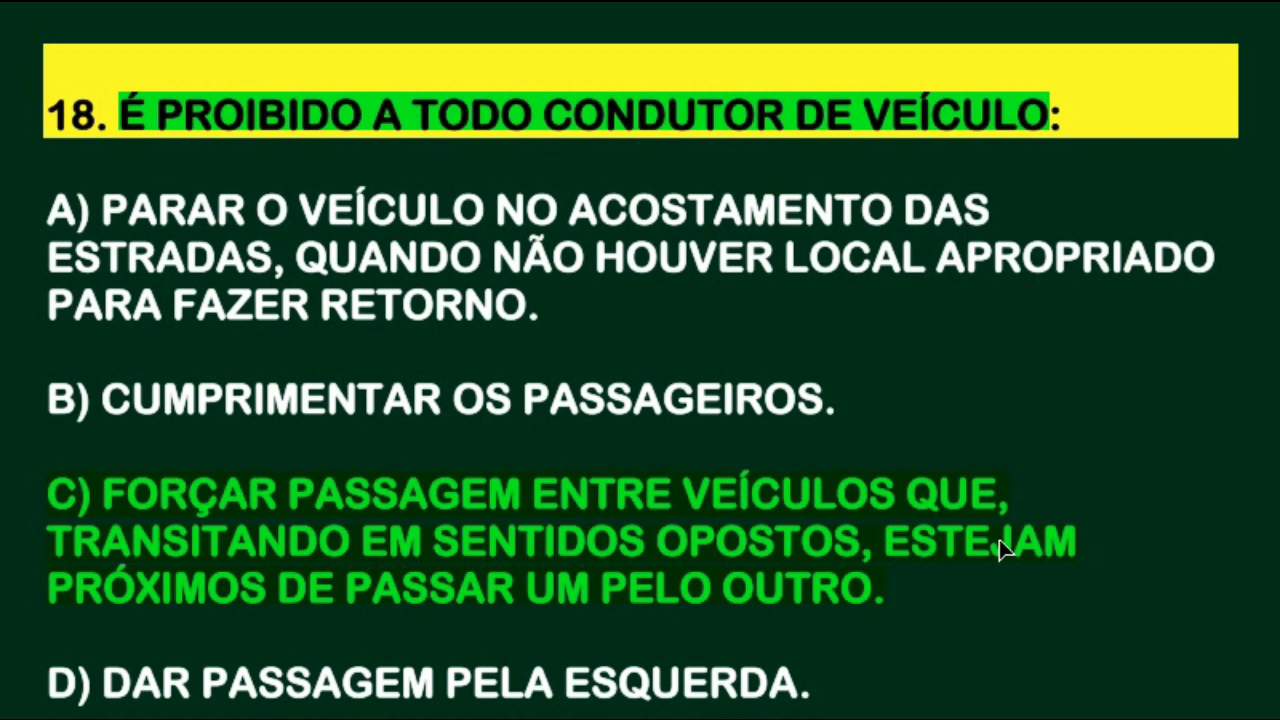 18. É PROIBIDO A TODO CONDUTOR DE VEÍCULO:
A) PARAR O VEÍCULO NO ACOSTAMENTO DAS
ESTRADAS, QUANDO NÃO HOUVER LOCAL APROPRIADO
PARA FAZER RETORNO.
B) CUMPRIMENTAR OS PASSAGEIROS.
C) FORÇAR PASSAGEM ENTRE VEÍCULOS QUE,
TRANSITANDO EM SENTIDOS OPOSTOS, ESTEJAM
PRÓXIMOS DE PASSAR UM PELO OUTRO.
D) DAR PASSAGEM PELA ESQUERDA.